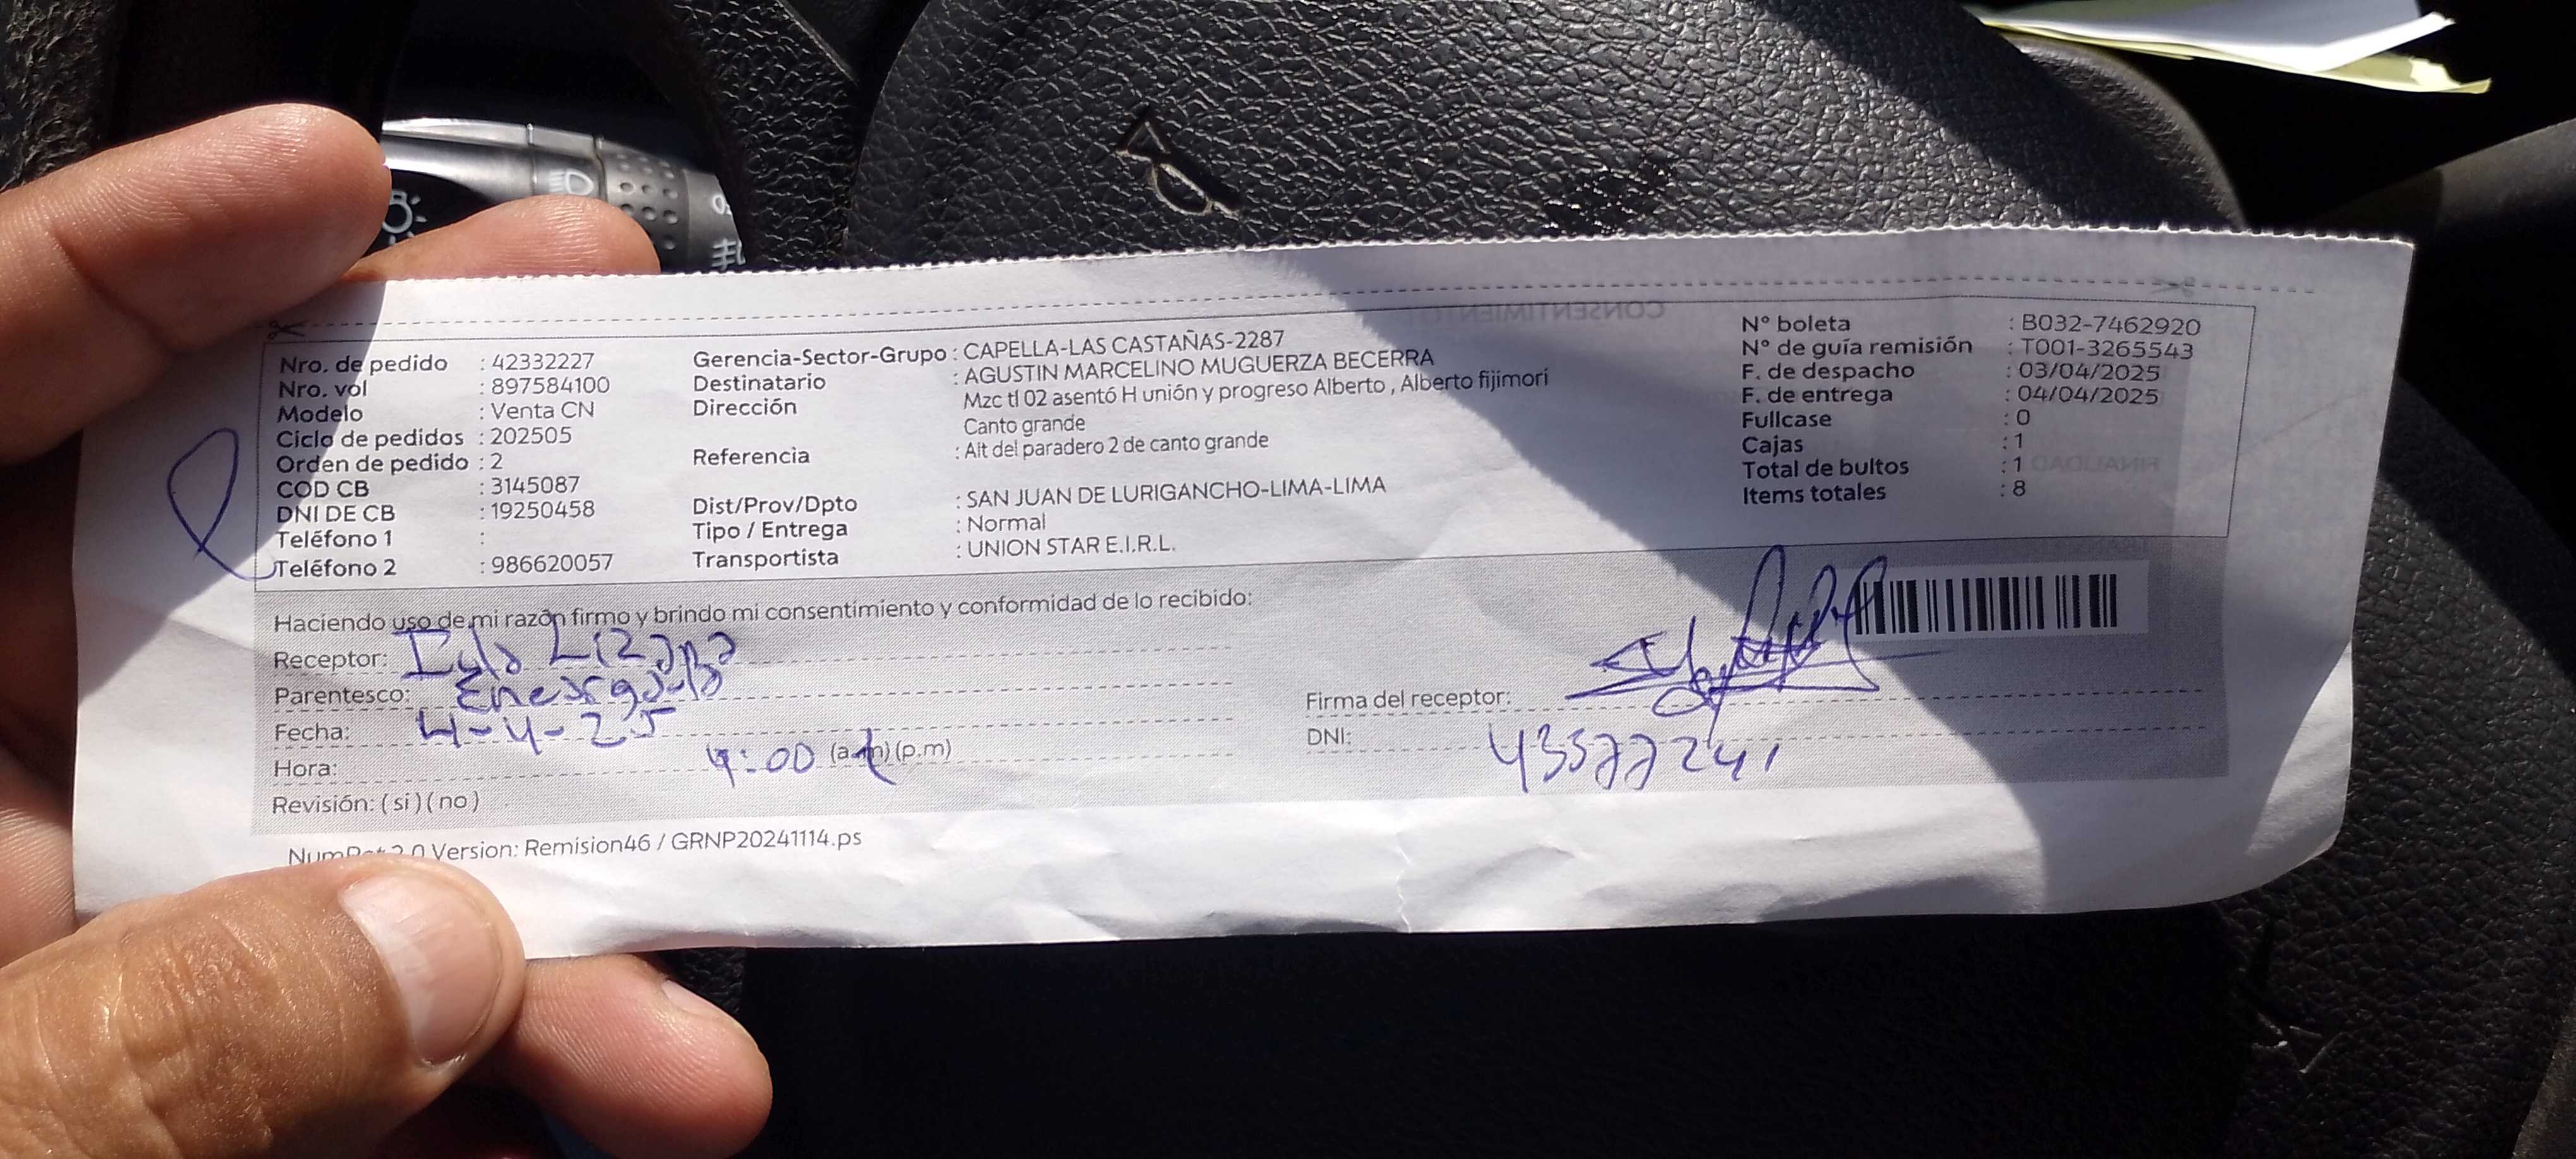 Nro. de pedido : 42332227
Nro. vol : 897584100
Modelo : Venta CN
Ciclo de pedidos : 202505
Orden de pedido : 2
COD CB : 3145087
DNI DE CB : 19250458
Teléfono 1 :
Teléfono 2 : 986620057
Gerencia-Sector-Grupo : CAPELLA-LAS CASTAÑAS-2287
Destinatario : AGUSTIN MARCELINO MUGUERZA BECERRA
Dirección Mzc tl 02 asentó H unión y progreso Alberto , Alberto fijimori
Canto grande
Referencia : Alt del paradero 2 de canto grande
Dist/Prov/Dpto : SAN JUAN DE LURIGANCHO-LIMA-LIMA
Tipo / Entrega : Normal
Transportista : UNION STAR E.I.R.L.
N° boleta : B032-7462920
N° de guía remisión : T001-3265543
F. de despacho : 03/04/2025
F. de entrega : 04/04/2025
Fullcase : 0
Cajas : 1
Total de bultos : 1
Items totales : 8
CONSENTIMIENTO
FINALIDAD
Haciendo uso de mi razón firmo y brindo mi consentimiento y conformidad de lo recibido:
Receptor:
Parentesco:
Fecha: 4-4-25
Hora: 4:00 (a.m) (p.m)
Revisión: ( si ) ( no )
Firma del receptor:
DNI: 43577241
Version: Remision46 / GRNP20241114.ps